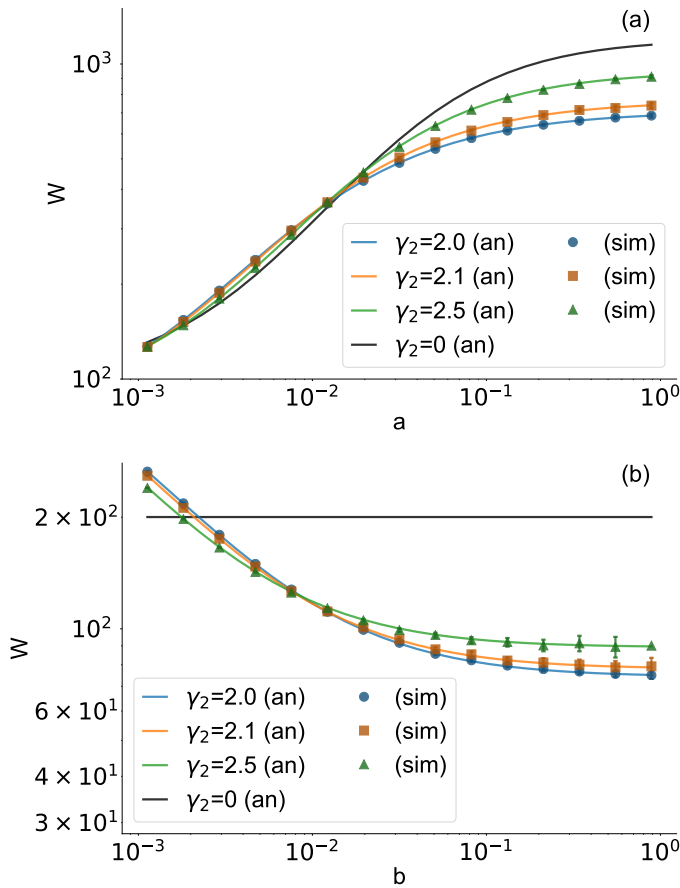 (a)
10³
W
γ₂=2.0 (an) (sim)
γ₂=2.1 (an) (sim)
γ₂=2.5 (an) (sim)
γ₂=0 (an)
10²
10⁻³ 10⁻² 10⁻¹ 10⁰
a
(b)
2 × 10²
10²
W
γ₂=2.0 (an) (sim)
6 × 10¹
γ₂=2.1 (an) (sim)
γ₂=2.5 (an) (sim)
4 × 10¹
γ₂=0 (an)
3 × 10¹
10⁻³ 10⁻² 10⁻¹ 10⁰
b